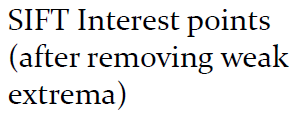 SIFT Interest points
(after removing weak
extrema)